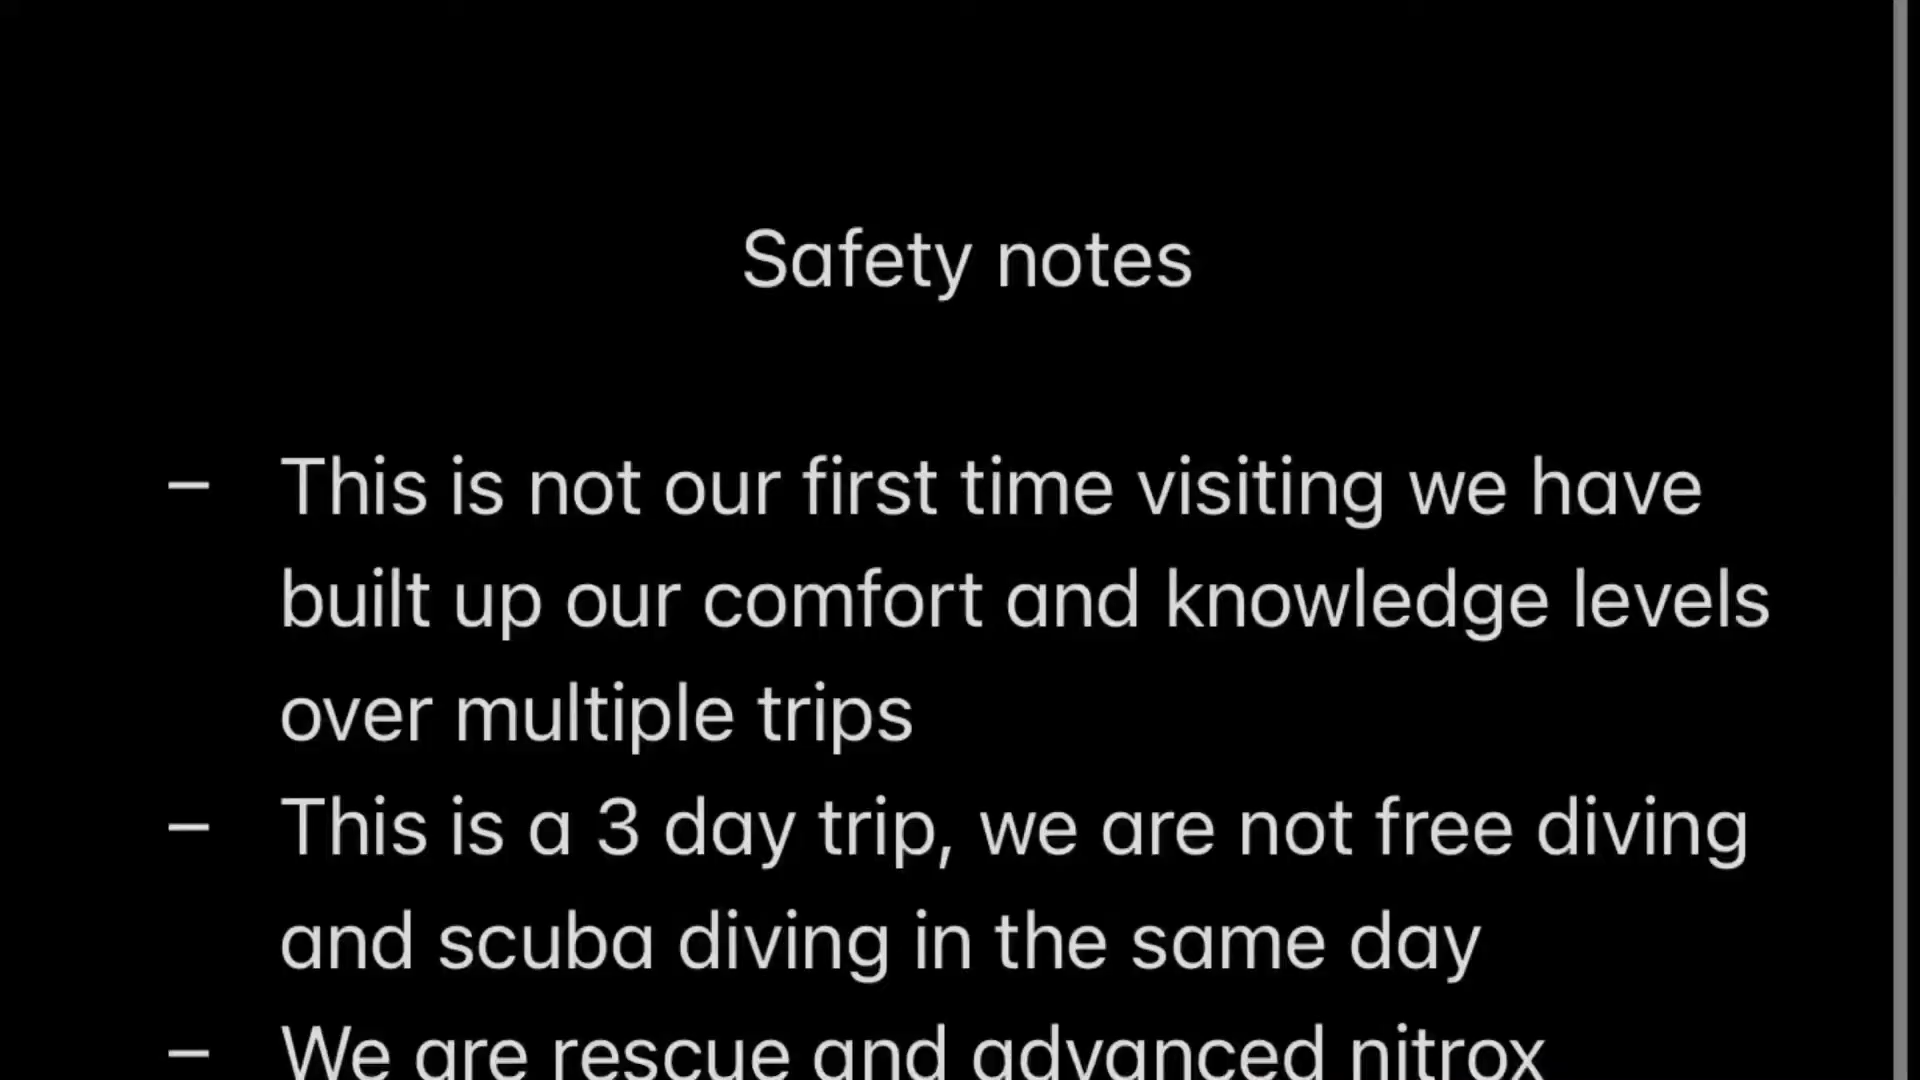 Safety notes
– This is not our first time visiting we have
built up our comfort and knowledge levels
over multiple trips
– This is a 3 day trip, we are not free diving
and scuba diving in the same day
– We are rescue and advanced nitrox